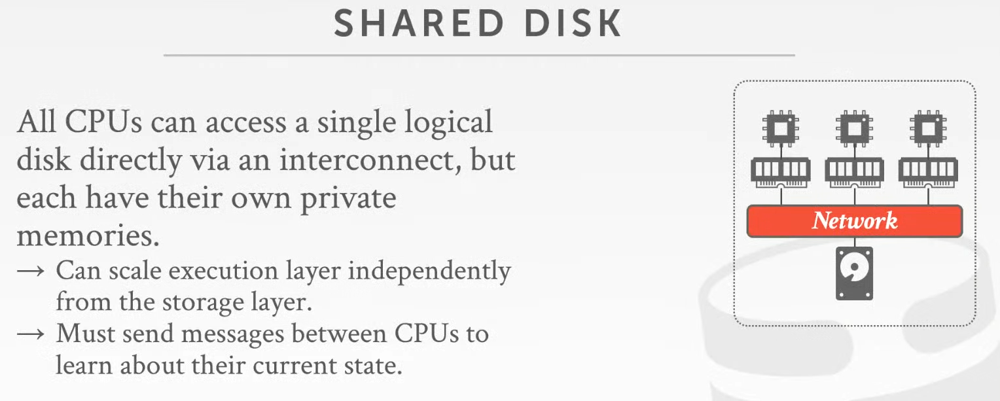 SHARED DISK
All CPUs can access a single logical
disk directly via an interconnect, but
each have their own private
memories.
→ Can scale execution layer independently
from the storage layer.
→ Must send messages between CPUs to
learn about their current state.
Network